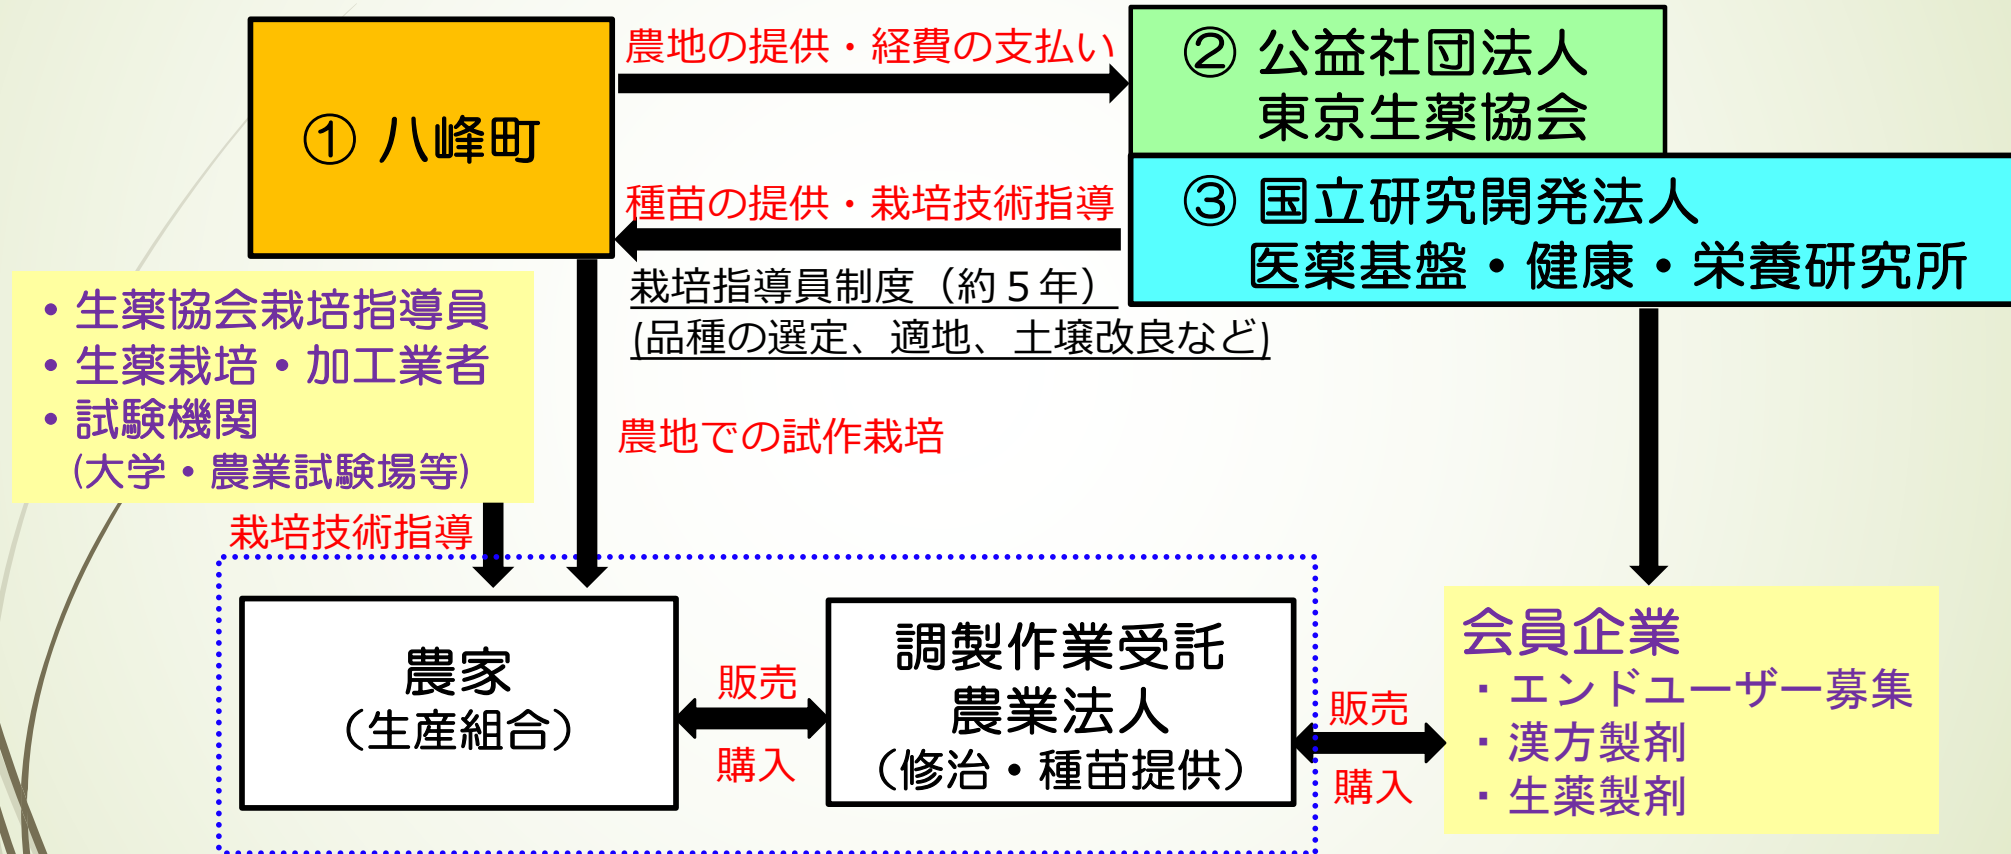 ① 八峰町
農地の提供・経費の支払い
② 公益社団法人
東京生薬協会
種苗の提供・栽培技術指導
③ 国立研究開発法人
医薬基盤・健康・栄養研究所
栽培指導員制度（約５年）
(品種の選定、適地、土壌改良など)
• 生薬協会栽培指導員
• 生薬栽培・加工業者
• 試験機関
(大学・農業試験場等)
農地での試作栽培
栽培技術指導
農家
（生産組合）
販売
購入
調製作業受託
農業法人
（修治・種苗提供）
販売
購入
会員企業
・エンドユーザー募集
・漢方製剤
・生薬製剤